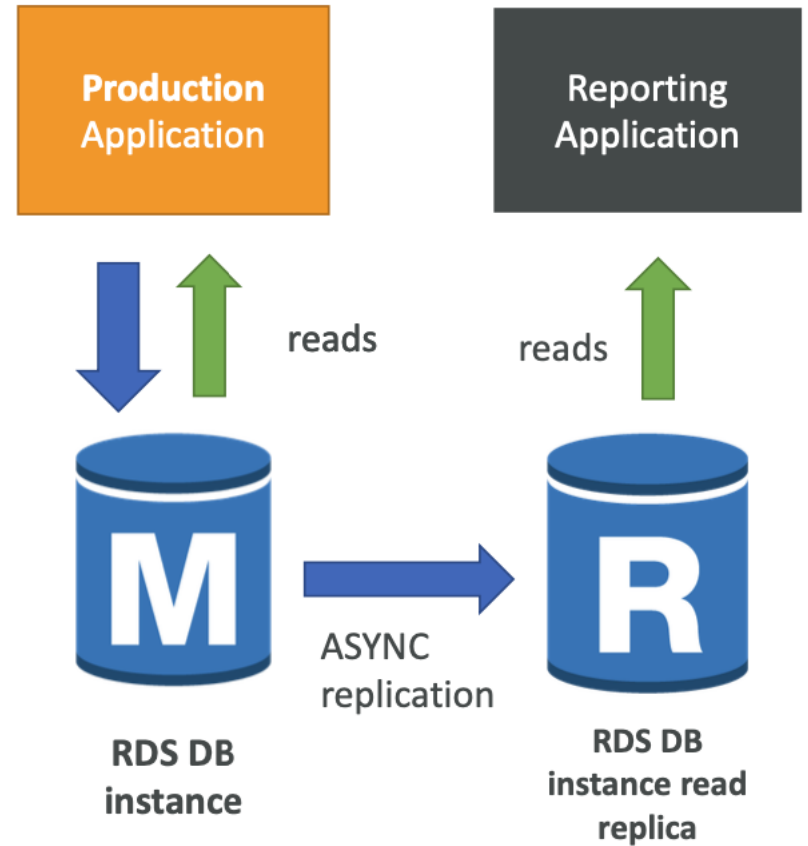 Production
Application
Reporting
Application
reads
reads
M
R
ASYNC
replication
RDS DB
instance
RDS DB
instance read
replica